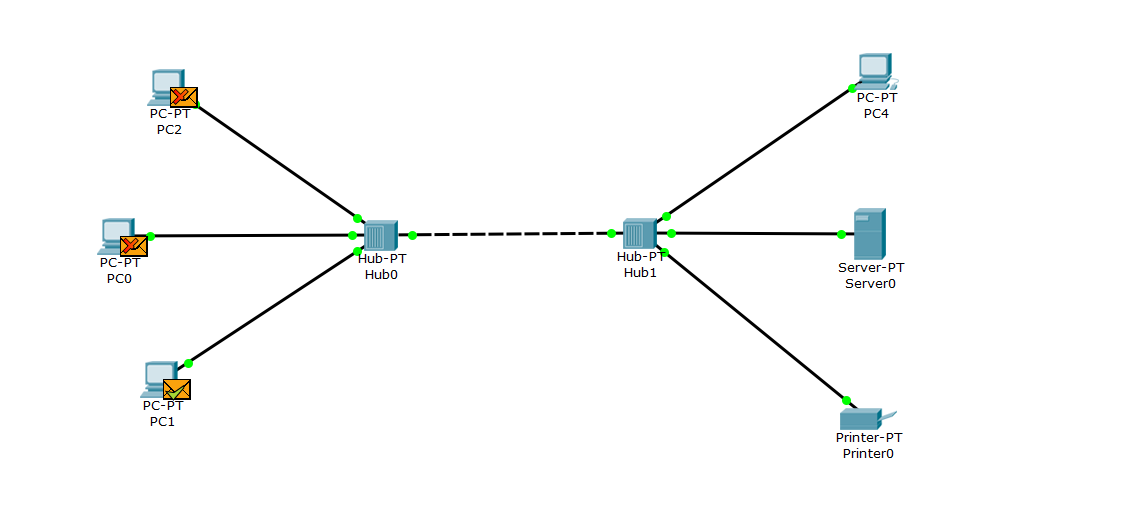 PC-PT
PC2
PC-PT
PC4
PC-PT
PC0
Hub-PT
Hub0
Hub-PT
Hub1
Server-PT
Server0
PC-PT
PC1
Printer-PT
Printer0